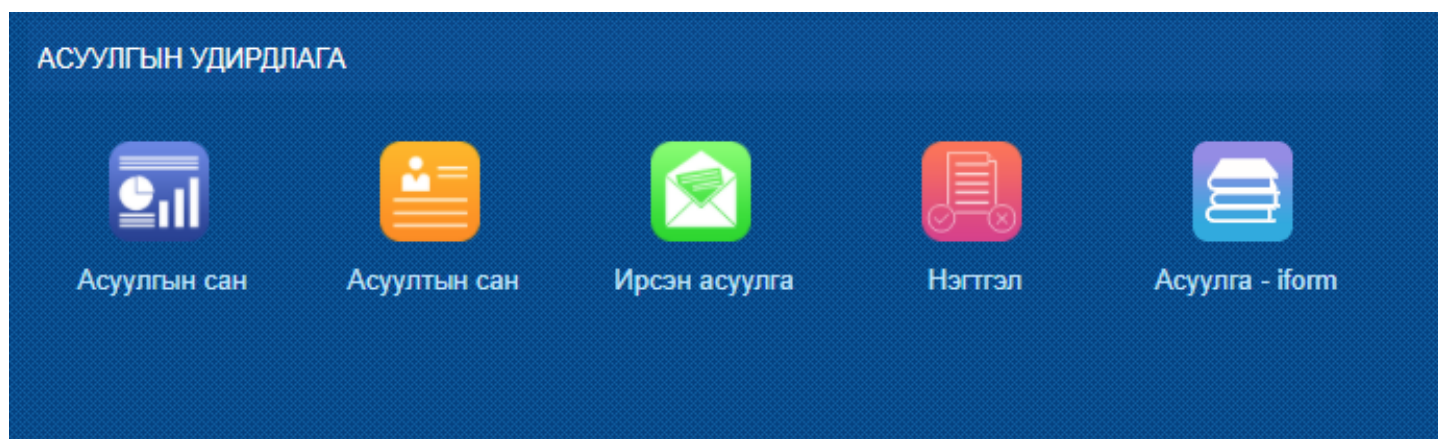 АСУУЛГЫН УДИРДЛАГА
Асуулгын сан
Асуултын сан
Ирсэн асуулга
Нэгтгэл
Асуулга - iform